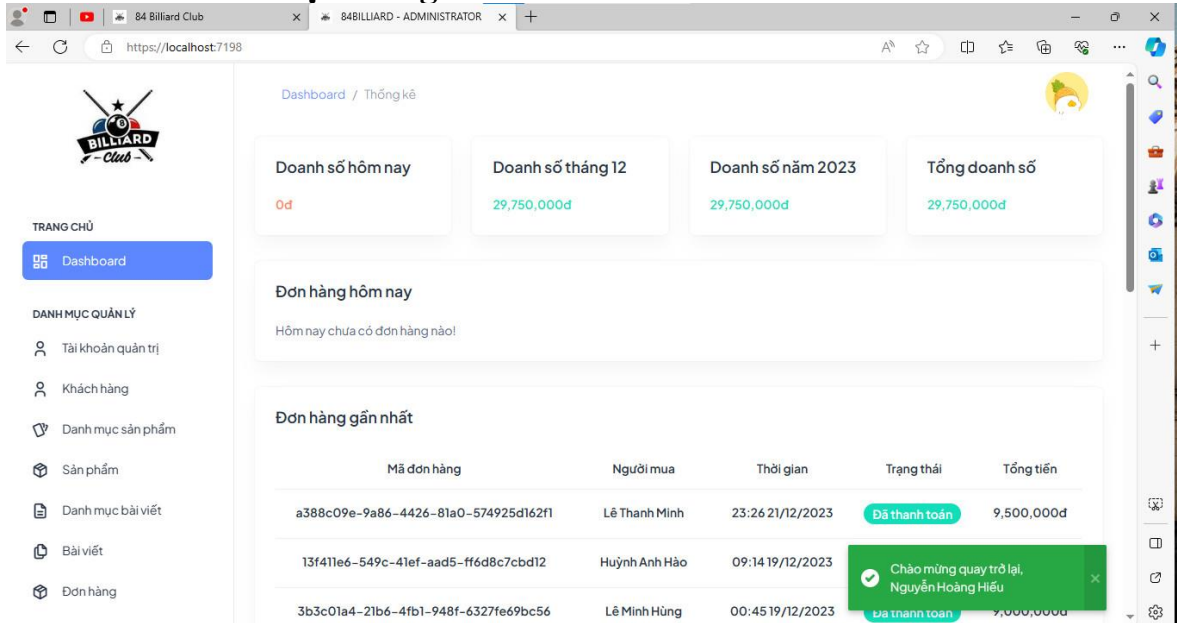 84 Billiard Club
84BILLIARD - ADMINISTRATOR
https://localhost:7198
BILLIARD
Club
8
Dashboard / Thống kê
Doanh số hôm nay
0đ
Doanh số tháng 12
29,750,000đ
Doanh số năm 2023
29,750,000đ
Tổng doanh số
29,750,000đ
TRANG CHỦ
Dashboard
DANH MỤC QUẢN LÝ
Tài khoản quản trị
Khách hàng
Danh mục sản phẩm
Sản phẩm
Danh mục bài viết
Bài viết
Đơn hàng
Đơn hàng hôm nay
Hôm nay chưa có đơn hàng nào!
Đơn hàng gần nhất
Mã đơn hàng Người mua Thời gian Trạng thái Tổng tiền
a388c09e-9a86-4426-81a0-574925d162f1 Lê Thanh Minh 23:26 21/12/2023 Đã thanh toán 9,500,000đ
13f411e6-549c-41ef-aad5-ff6d8c7cbd12 Huỳnh Anh Hào 09:14 19/12/2023
3b3c01a4-21b6-4fb1-948f-6327fe69bc56 Lê Minh Hùng 00:45 19/12/2023 Đã thanh toán 9,000,000đ
Chào mừng quay trở lại,
Nguyễn Hoàng Hiếu